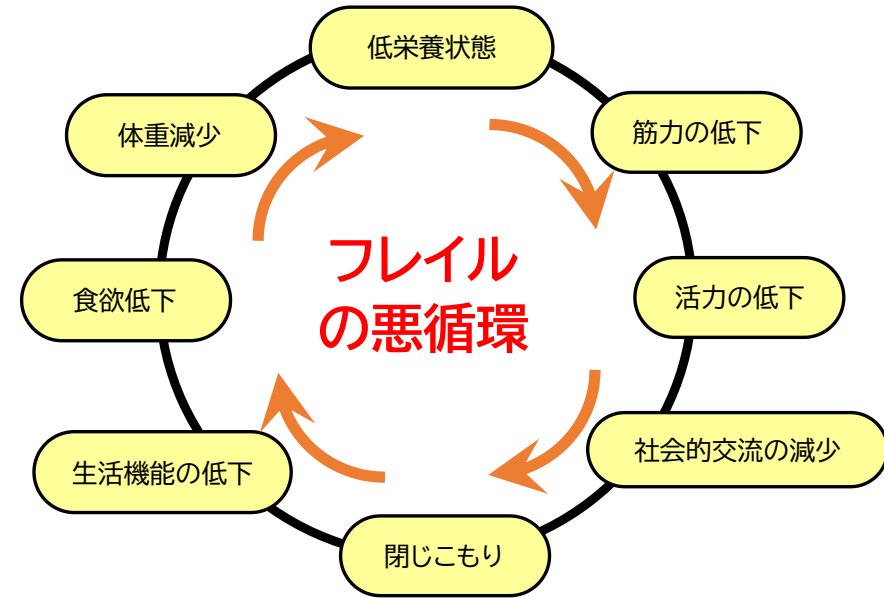 低栄養状態
筋力の低下
活力の低下
社会的交流の減少
閉じこもり
生活機能の低下
食欲低下
体重減少
フレイル
の悪循環